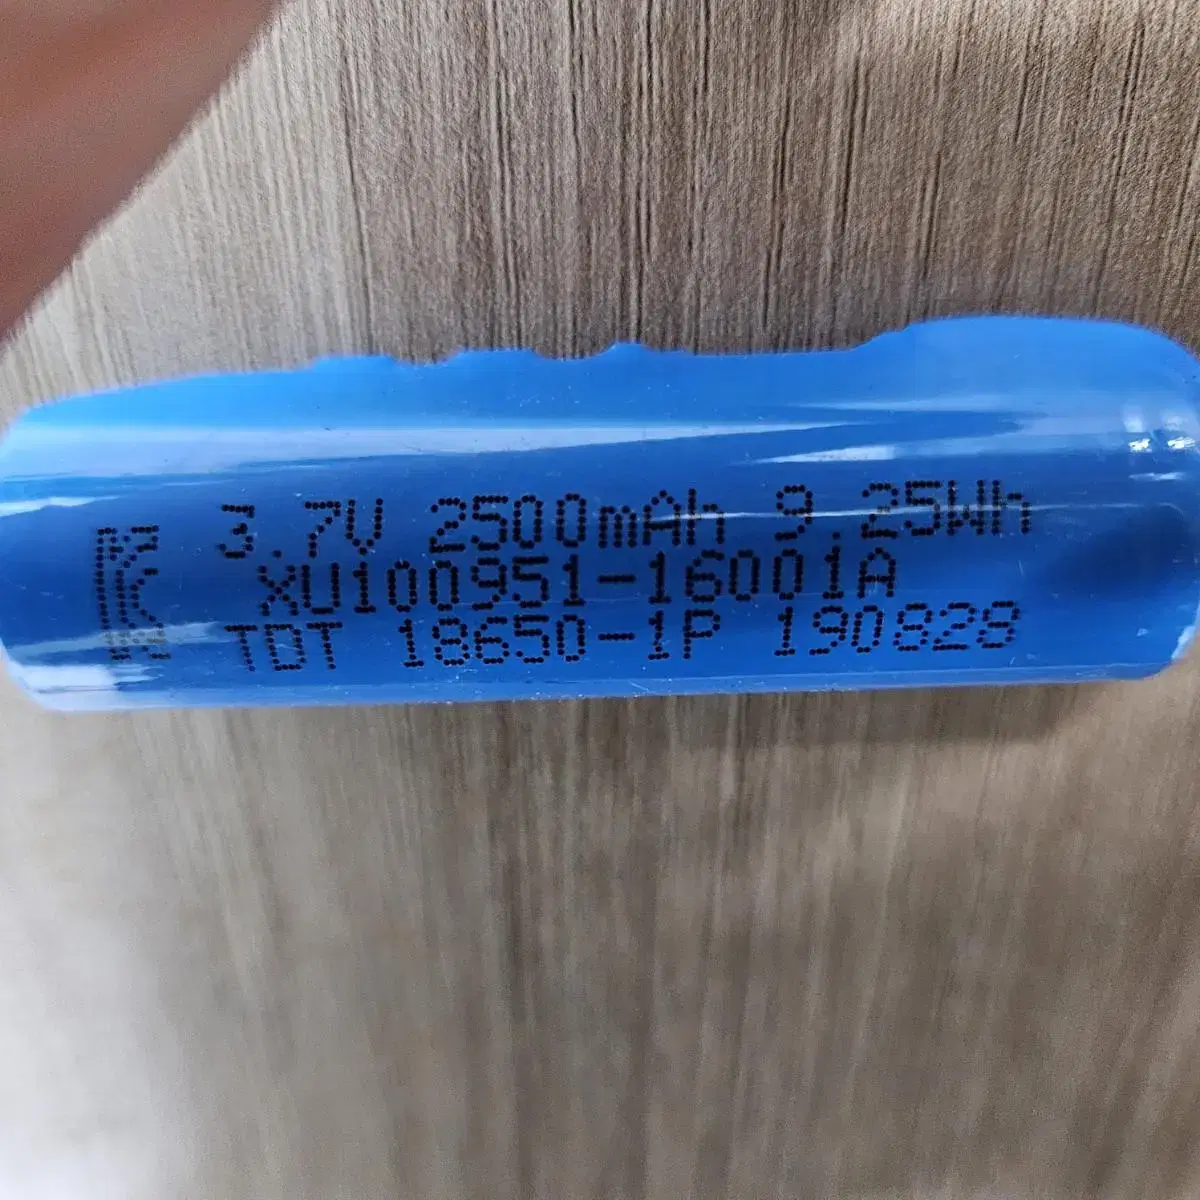 3.7V 2500mAh 9.25Wh
XU100951-16001A
TDT 18650-1P 190828